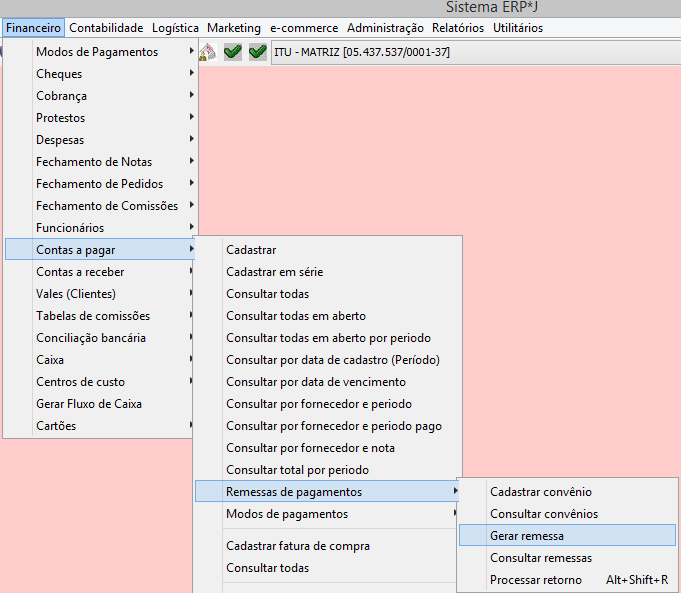 Sistema ERP*J
Financeiro Contabilidade Logística Marketing e-commerce Administração Relatórios Utilitários
ITU - MATRIZ [05.437.537/0001-37]
Modos de Pagamentos
Cheques
Cobrança
Protestos
Despesas
Fechamento de Notas
Fechamento de Pedidos
Fechamento de Comissões
Funcionários
Contas a pagar
Contas a receber
Vales (Clientes)
Tabelas de comissões
Conciliação bancária
Caixa
Centros de custo
Gerar Fluxo de Caixa
Cartões
Cadastrar
Cadastrar em série
Consultar todas
Consultar todas em aberto
Consultar todas em aberto por periodo
Consultar por data de cadastro (Período)
Consultar por data de vencimento
Consultar por fornecedor e periodo
Consultar por fornecedor e periodo pago
Consultar por fornecedor e nota
Consultar total por periodo
Remessas de pagamentos
Modos de pagamentos
Cadastrar fatura de compra
Consultar todas
Cadastrar convênio
Consultar convênios
Gerar remessa
Consultar remessas
Processar retorno Alt+Shift+R